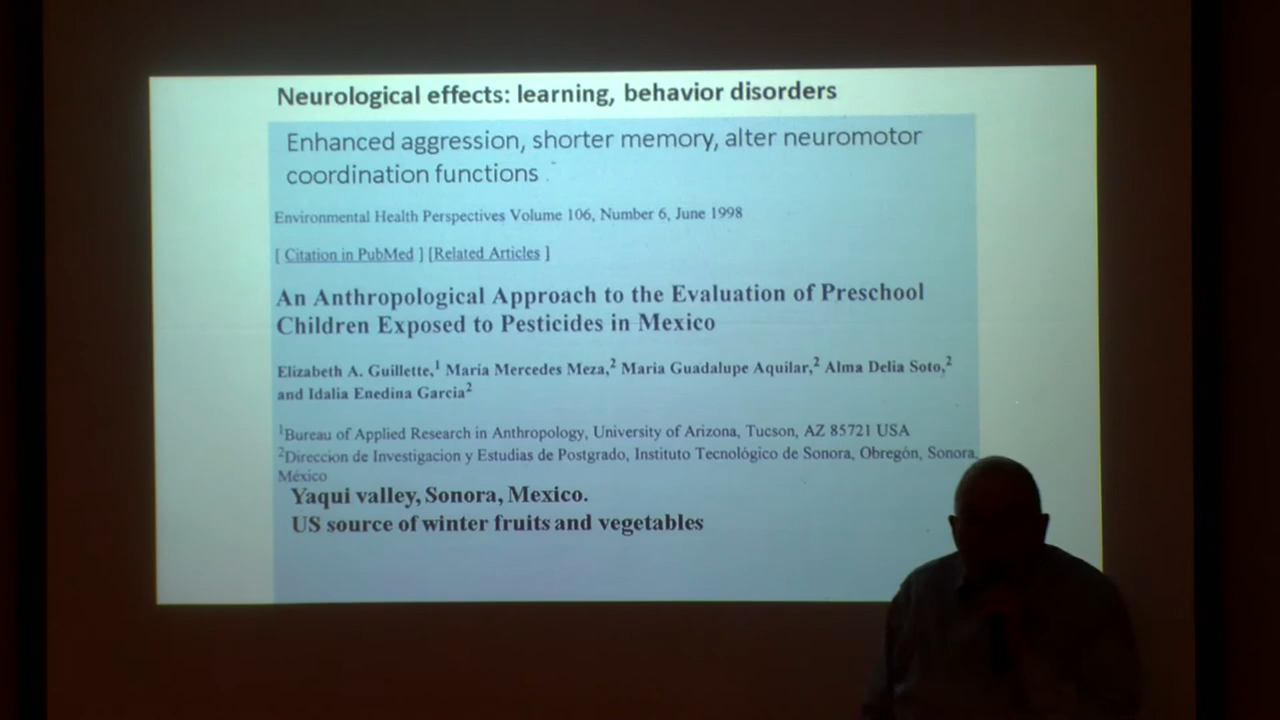 Neurological effects: learning, behavior disorders
Enhanced aggression, shorter memory, alter neuromotor
coordination functions .
Environmental Health Perspectives Volume 106, Number 6, June 1998
[ Citation in PubMed ] [Related Articles ]
An Anthropological Approach to the Evaluation of Preschool
Children Exposed to Pesticides in Mexico
Elizabeth A. Guillette,1 María Mercedes Meza,2 Maria Guadalupe Aquilar,2 Alma Delia Soto,2
and Idalia Enedina Garcia2
1Bureau of Applied Research in Anthropology, University of Arizona, Tucson, AZ 85721 USA
2Direccion de Investigacion y Estudias de Postgrado, Instituto Tecnológico de Sonora, Obregón, Sonora,
México
Yaqui valley, Sonora, Mexico.
US source of winter fruits and vegetables